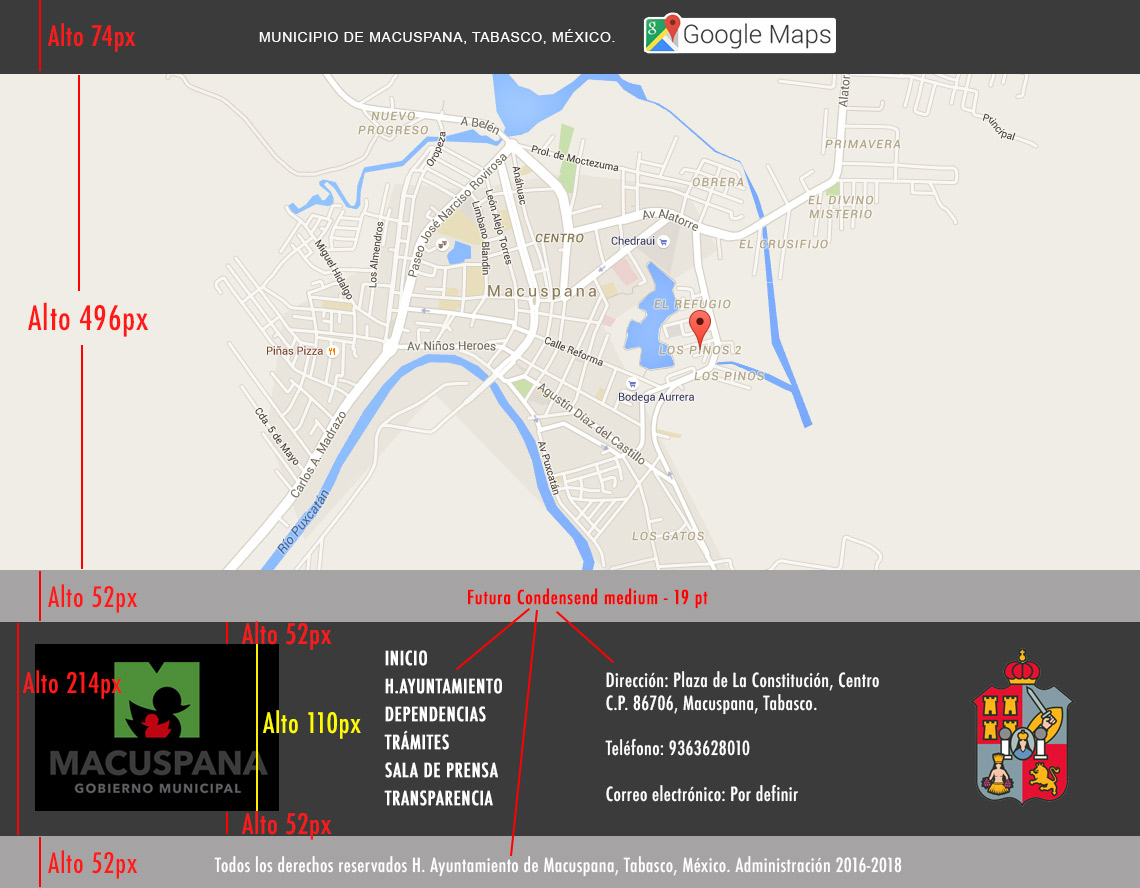 Alto 74px
MUNICIPIO DE MACUSPANA, TABASCO, MÉXICO.
8 Google Maps
Alatorre
Principal
NUEVO
PROGRESO
A Belén
Oropeza
Prol. de Moctezuma
PRIMAVERA
OBRERA
EL DIVINO
MISTERIO
Paseo José Narciso Rovirosa
Anáhuac
León Alejo Torres
Limbano Blandin
Av Alatorre
Miguel Hidalgo
Los Almendros
CENTRO
Chedraui
EL CRUSIFIJO
Macuspana
EL REFUGIO
Alto 496px
Piñas Pizza
Av Niños Heroes
Calle Reforma
LOS PINOS 2
LOS PINOS
Bodega Aurrera
Agustín Díaz del Castillo
Cda. 5 de Mayo
Carlos A. Madrazo
Av Puxcatán
Río Puxcatán
LOS GATOS
Alto 52px
Futura Condensend medium - 19 pt
Alto 52px
Alto 214px
MACUSPANA
GOBIERNO MUNICIPAL
Alto 110px
Alto 52px
INICIO
H.AYUNTAMIENTO
DEPENDENCIAS
TRÁMITES
SALA DE PRENSA
TRANSPARENCIA
Dirección: Plaza de La Constitución, Centro
C.P. 86706, Macuspana, Tabasco.
Teléfono: 9363628010
Correo electrónico: Por definir
Alto 52px
Todos los derechos reservados H. Ayuntamiento de Macuspana, Tabasco, México. Administración 2016-2018